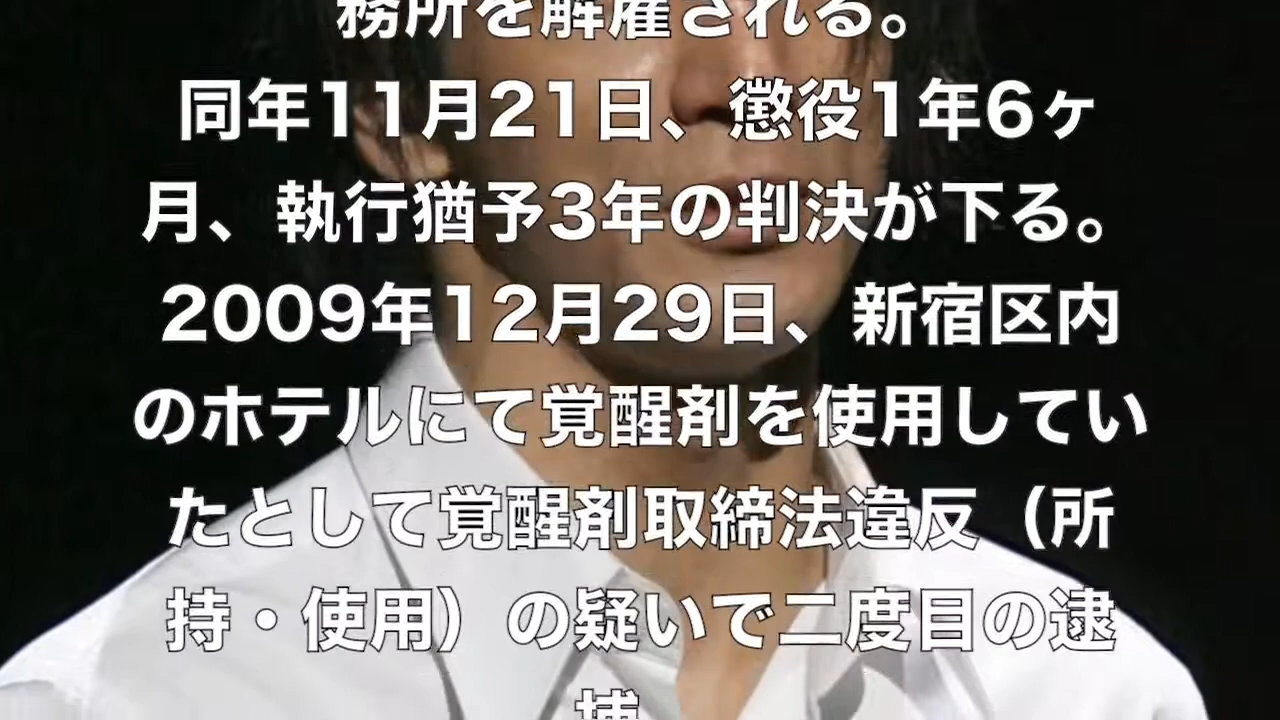 務所を解雇される。
同年11月21日、懲役1年6ヶ
月、執行猶予3年の判決が下る。
2009年12月29日、新宿区内
のホテルにて覚醒剤を使用してい
たとして覚醒剤取締法違反（所
持・使用）の疑いで二度目の逮
捕